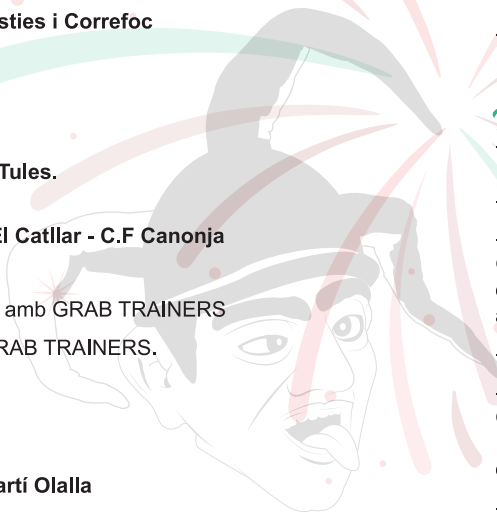 sties i Correfoc
Tules.
El Catllar - C.F Canonja
amb GRAB TRAINERS
RAB TRAINERS.
artí Olalla